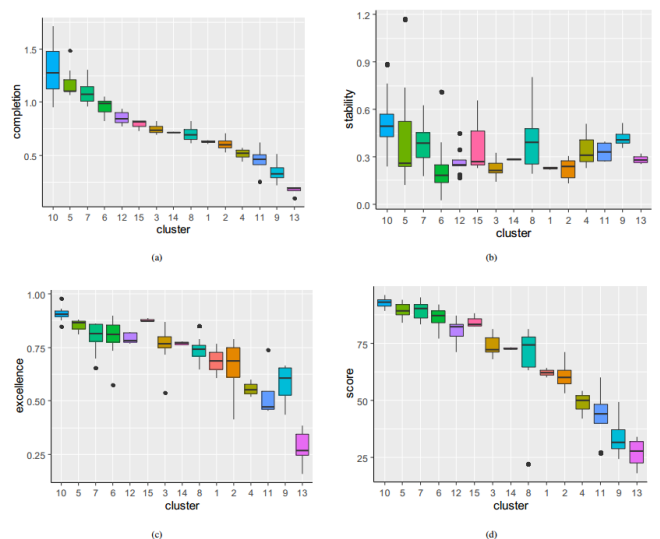 completion
1.5
1.0
0.5
10 5 7 6 12 15 3 14 8 1 2 4 11 9 13
cluster
(a)
stability
1.2
0.9
0.6
0.3
0.0
10 5 7 6 12 15 3 14 8 1 2 4 11 9 13
cluster
(b)
excellence
1.00
0.75
0.50
0.25
10 5 7 6 12 15 3 14 8 1 2 4 11 9 13
cluster
(c)
score
75
50
25
10 5 7 6 12 15 3 14 8 1 2 4 11 9 13
cluster
(d)